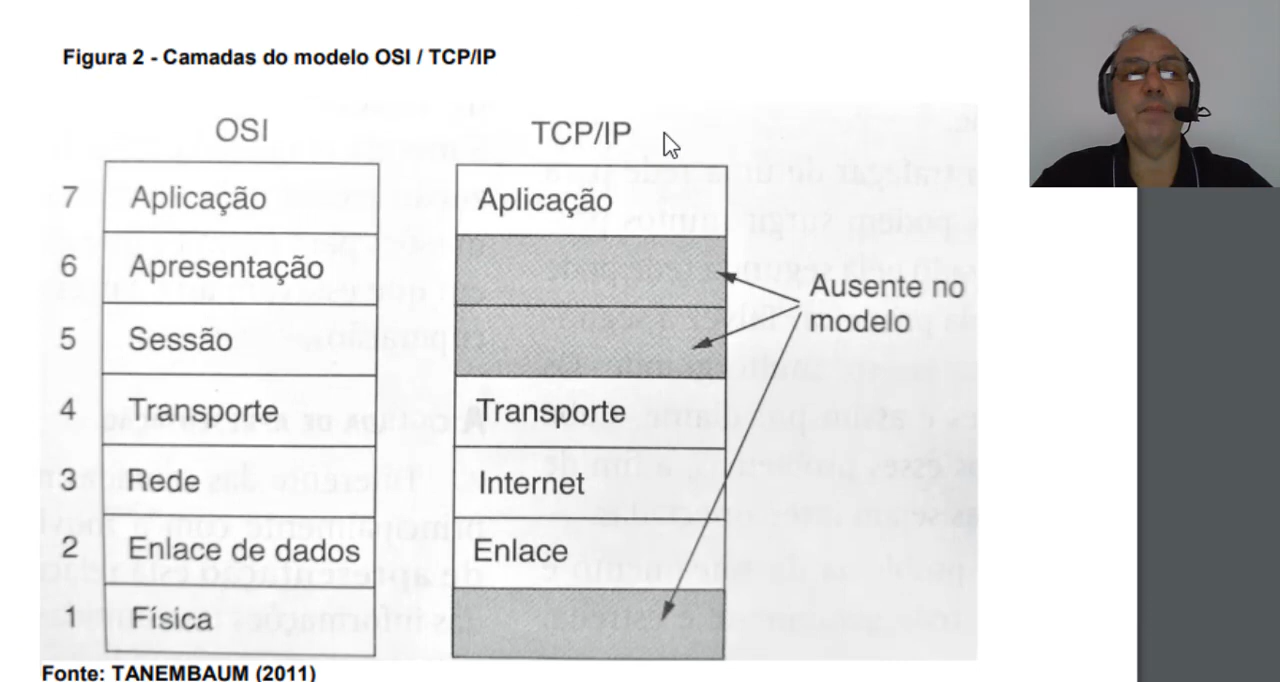 Figura 2 - Camadas do modelo OSI / TCP/IP
OSI
TCP/IP
7 Aplicação Aplicação
6 Apresentação
5 Sessão
Ausente no
modelo
4 Transporte Transporte
3 Rede Internet
2 Enlace de dados Enlace
1 Física
Fonte: TANEMBAUM (2011)